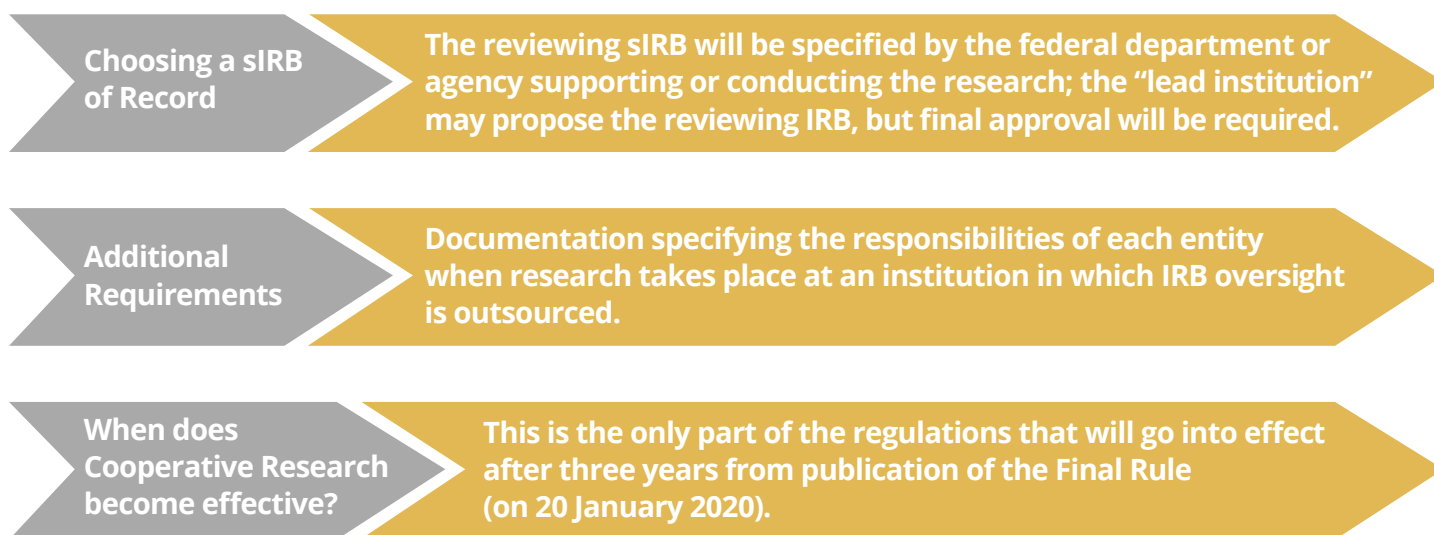 Choosing a sIRB
of Record
The reviewing sIRB will be specified by the federal department or
agency supporting or conducting the research; the “lead institution”
may propose the reviewing IRB, but final approval will be required.
Additional
Requirements
Documentation specifying the responsibilities of each entity
when research takes place at an institution in which IRB oversight
is outsourced.
When does
Cooperative Research
become effective?
This is the only part of the regulations that will go into effect
after three years from publication of the Final Rule
(on 20 January 2020).